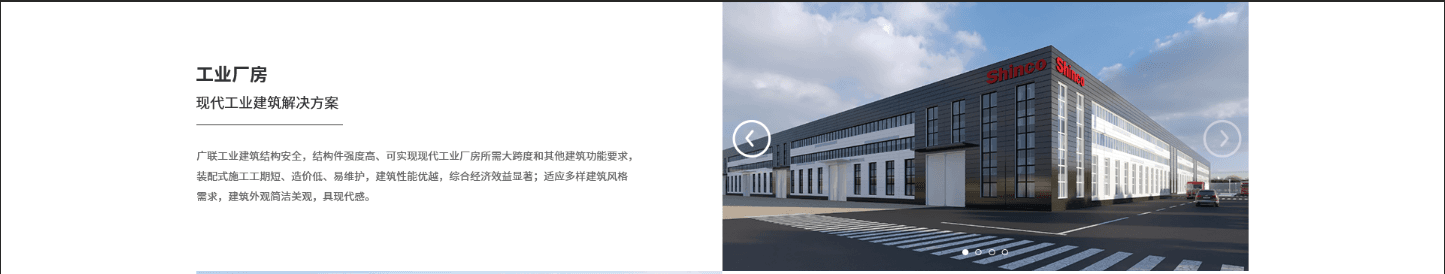 工业厂房
现代工业建筑解决方案
广联工业建筑结构安全，结构件强度高、可实现现代工业厂房所需大跨度和其他建筑功能要求，
装配式施工工期短、造价低、易维护，建筑性能优越，综合经济效益显著；适应多样建筑风格
需求，建筑外观简洁美观，具现代感。
Shinco Shinco